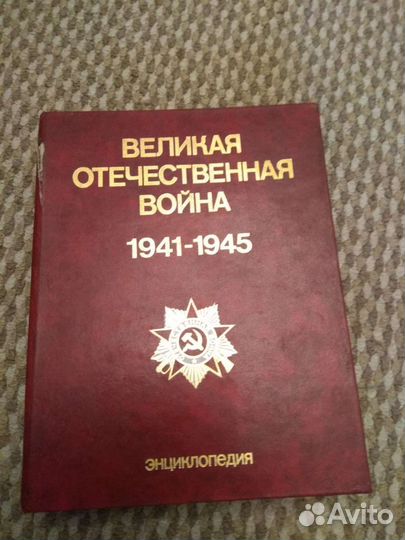 ВЕЛИКАЯ
ОТЕЧЕСТВЕННАЯ
ВОЙНА
1941-1945
ЭНЦИКЛОПЕДИЯ
Avito